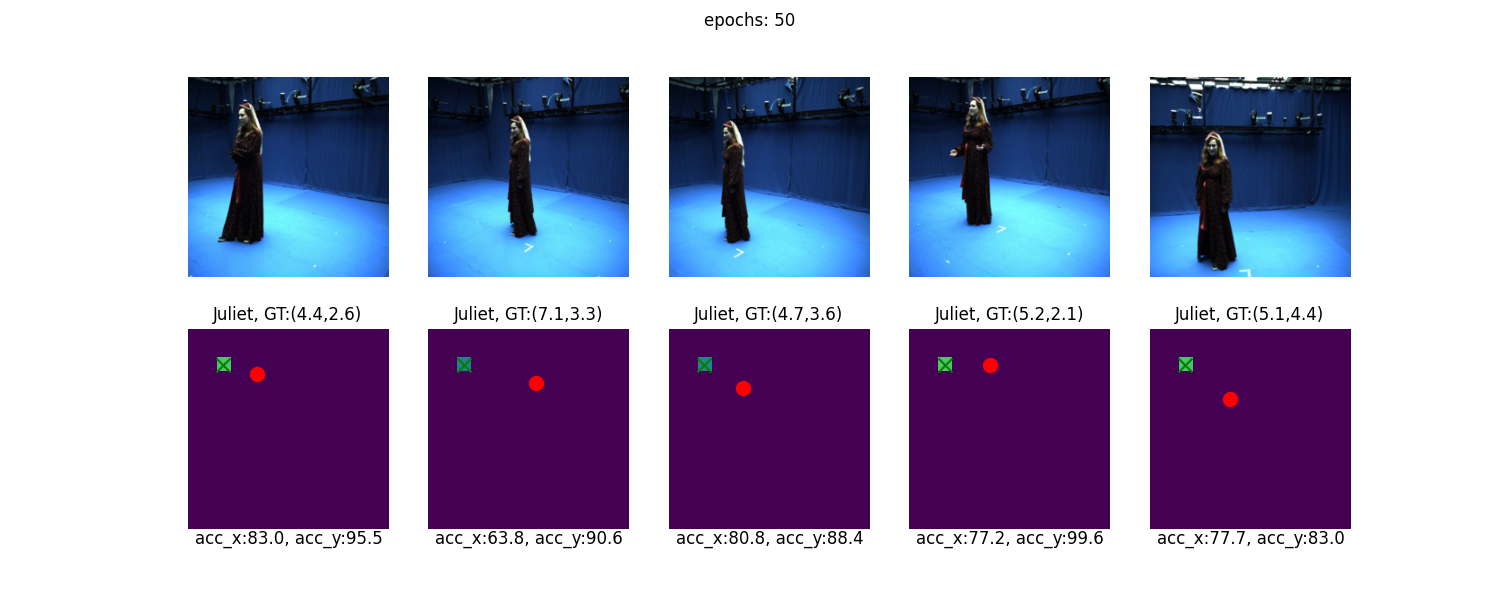 epochs: 50
Juliet, GT:(4.4,2.6)
Juliet, GT:(7.1,3.3)
Juliet, GT:(4.7,3.6)
Juliet, GT:(5.2,2.1)
Juliet, GT:(5.1,4.4)
acc_x:83.0, acc_y:95.5
acc_x:63.8, acc_y:90.6
acc_x:80.8, acc_y:88.4
acc_x:77.2, acc_y:99.6
acc_x:77.7, acc_y:83.0